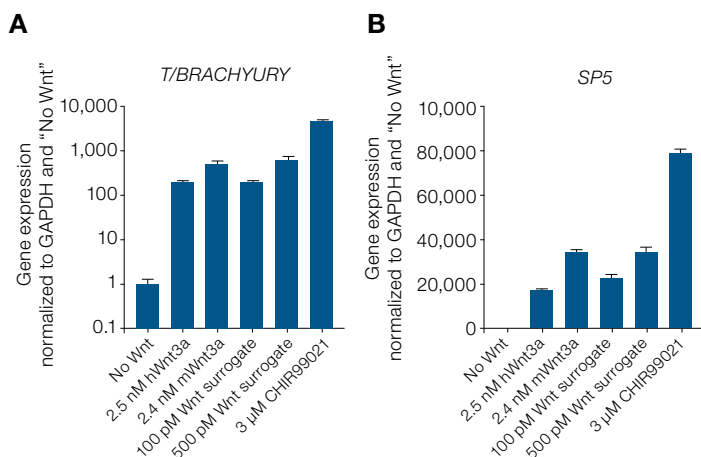 A
T/BRACHYURY
Gene expression
normalized to GAPDH and “No Wnt”
10,000
1,000
100
10
1
0.1
No Wnt
2.5 nM hWnt3a
2.4 nM mWnt3a
100 pM Wnt surrogate
500 pM Wnt surrogate
3 µM CHIR99021
B
SP5
Gene expression
normalized to GAPDH and “No Wnt”
100,000
80,000
60,000
40,000
20,000
0
No Wnt
2.5 nM hWnt3a
2.4 nM mWnt3a
100 pM Wnt surrogate
500 pM Wnt surrogate
3 µM CHIR99021